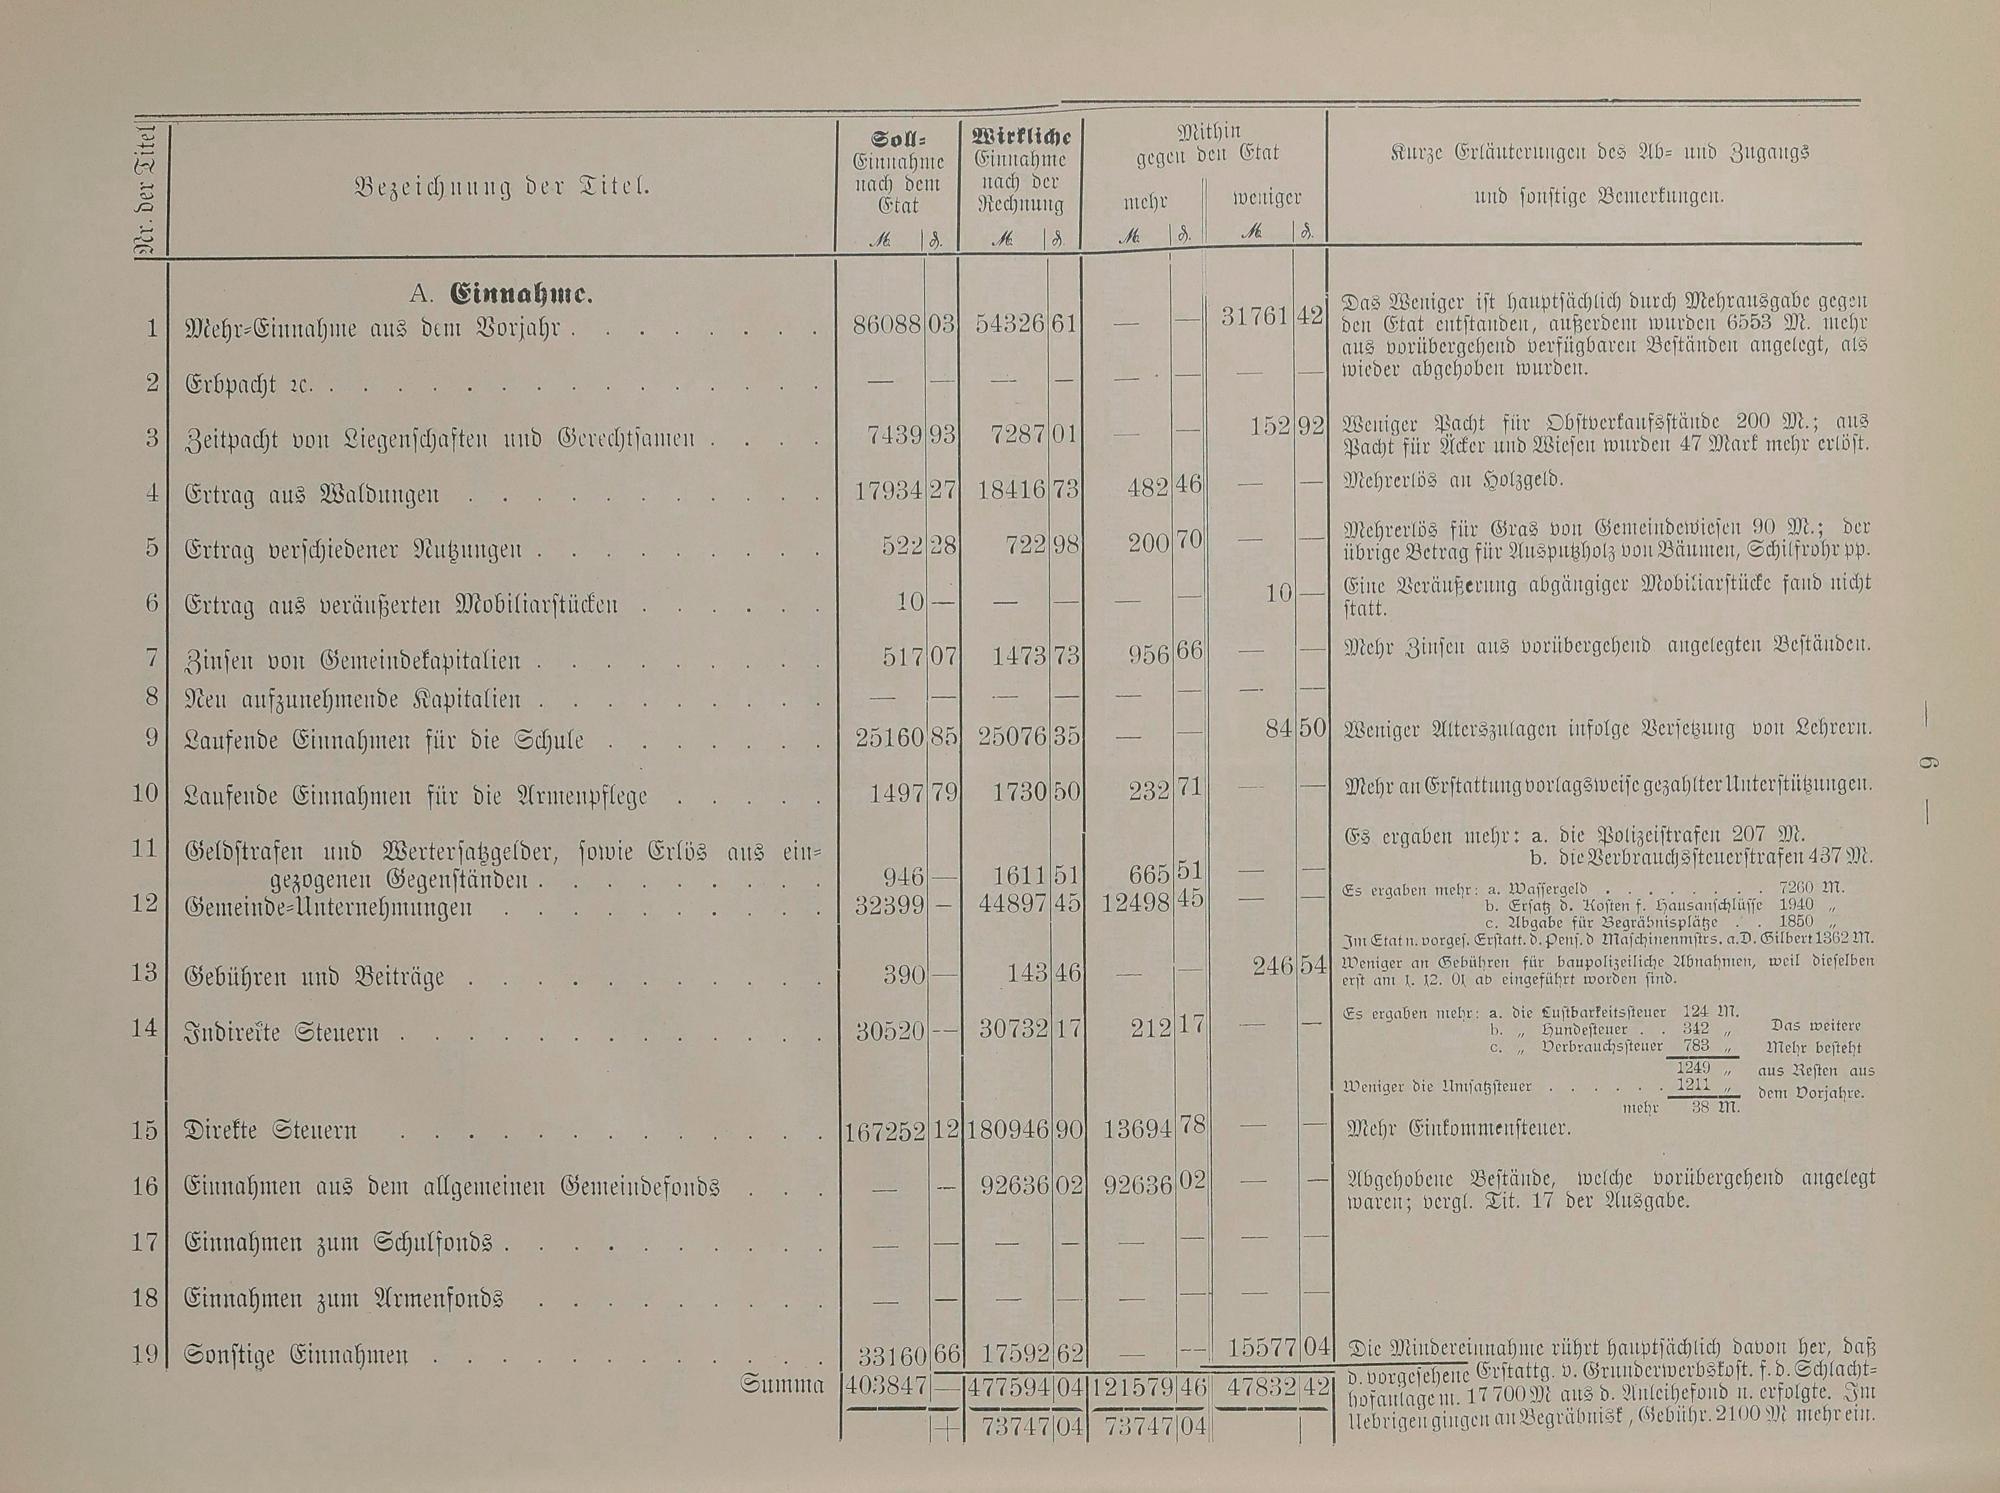 Nr. der Titel
Bezeichnung der Titel.
Soll-
Einnahme
nach dem
Etat
M. | ₰.
Wirkliche
Einnahme
nach der
Rechnung
M. | ₰.
Mithin
gegen den Etat
mehr
M. | ₰.
weniger
M. | ₰.
Kurze Erläuterungen des Ab- und Zugangs
und sonstige Bemerkungen.
A. Einnahme.
1 Mehr-Einnahme aus dem Vorjahr . . . . . . . . 86088 03 54326 61 — — 31761 42
Das Weniger ist hauptsächlich durch Mehrausgabe gegen
den Etat entstanden, außerdem wurden 6553 M. mehr
aus vorübergehend verfügbaren Beständen angelegt, als
wieder abgehoben wurden.
2 Erbpacht ꝛc. . . . . . . . . . . . . . . . — — — — — — — —
3 Zeitpacht von Liegenschaften und Gerechtsamen . . . . 7439 93 7287 01 — — 152 92
Weniger Pacht für Obstverkaufsstände 200 M.; aus
Pacht für Äcker und Wiesen wurden 47 Mark mehr erlöst.
4 Ertrag aus Waldungen . . . . . . . . . . . 17934 27 18416 73 482 46 — —
Mehrerlös an Holzgeld.
5 Ertrag verschiedener Nutzungen . . . . . . . . . 522 28 722 98 200 70 — —
Mehrerlös für Gras von Gemeindewiesen 90 M.; der
übrige Betrag für Ausputzholz von Bäumen, Schilfrohr pp.
6 Ertrag aus veräußerten Mobiliarstücken . . . . . . 10 — — — — — 10 —
Eine Veräußerung abgängiger Mobiliarstücke fand nicht
statt.
7 Zinsen von Gemeindekapitalien . . . . . . . . . 517 07 1473 73 956 66 — —
Mehr Zinsen aus vorübergehend angelegten Beständen.
8 Neu aufzunehmende Kapitalien . . . . . . . . . — — — — — — — —
9 Laufende Einnahmen für die Schule . . . . . . . 25160 85 25076 35 — — 84 50
Weniger Alterszulagen infolge Versetzung von Lehrern.
10 Laufende Einnahmen für die Armenpflege . . . . . 1497 79 1730 50 232 71 — —
Mehr an Erstattung vorlagsweise gezahlter Unterstützungen.
11 Geldstrafen und Wertersatzgelder, sowie Erlös aus ein-
gezogenen Gegenständen . . . . . . . . . 946 — 1611 51 665 51 — —
Es ergaben mehr: a. die Polizeistrafen 207 M.
b. die Verbrauchssteuerstrafen 437 M.
12 Gemeinde-Unternehmungen . . . . . . . . . . 32399 — 44897 45 12498 45 — —
Es ergaben mehr: a. Wassergeld . . . . . . . 7260 M.
b. Ersatz d. Kosten f. Hausanschlüsse 1940 „
c. Abgabe für Begräbnisplätze . . 1850 „
Im Etat n. vorges. Erstatt. d. Pens. d Maschinenmstrs. a.D. Gilbert 1362 M.
13 Gebühren und Beiträge . . . . . . . . . . . 390 — 143 46 — — 246 54
Weniger an Gebühren für baupolizeiliche Abnahmen, weil dieselben
erst am 1. 12. 01 ab eingeführt worden sind.
14 Indirekte Steuern . . . . . . . . . . . . . 30520 — 30732 17 212 17 — —
Es ergaben mehr: a. die Lustbarkeitssteuer 124 M.
b. „ Hundesteuer . . 342 „ Das weitere
c. „ Verbrauchssteuer 783 „ Mehr besteht
1249 „ aus Resten aus
Weniger die Umsatzsteuer . . . . . . 1211 „ dem Vorjahre.
mehr 38 M.
15 Direkte Steuern . . . . . . . . . . . . . 167252 12 180946 90 13694 78 — —
Mehr Einkommensteuer.
16 Einnahmen aus dem allgemeinen Gemeindefonds . . . — — 92636 02 92636 02 — —
Abgehobene Bestände, welche vorübergehend angelegt
waren; vergl. Tit. 17 der Ausgabe.
17 Einnahmen zum Schulfonds . . . . . . . . . . — — — — — — — —
18 Einnahmen zum Armenfonds . . . . . . . . . — — — — — — — —
19 Sonstige Einnahmen . . . . . . . . . . . . 33160 66 17592 62 — — 15577 04
Die Mindereinnahme rührt hauptsächlich davon her, daß
d. vorgesehene Erstattg. v. Grunderwerbskost. f. d. Schlacht-
hofanlage m. 17 700 M aus d. Anleihefond n. erfolgte. Im
Uebrigen gingen an Begräbnisk, Gebühr. 2100 M mehr ein.
Summa 403847 — 477594 04 121579 46 47832 42
+ 73747 04 73747 04
— 9 —